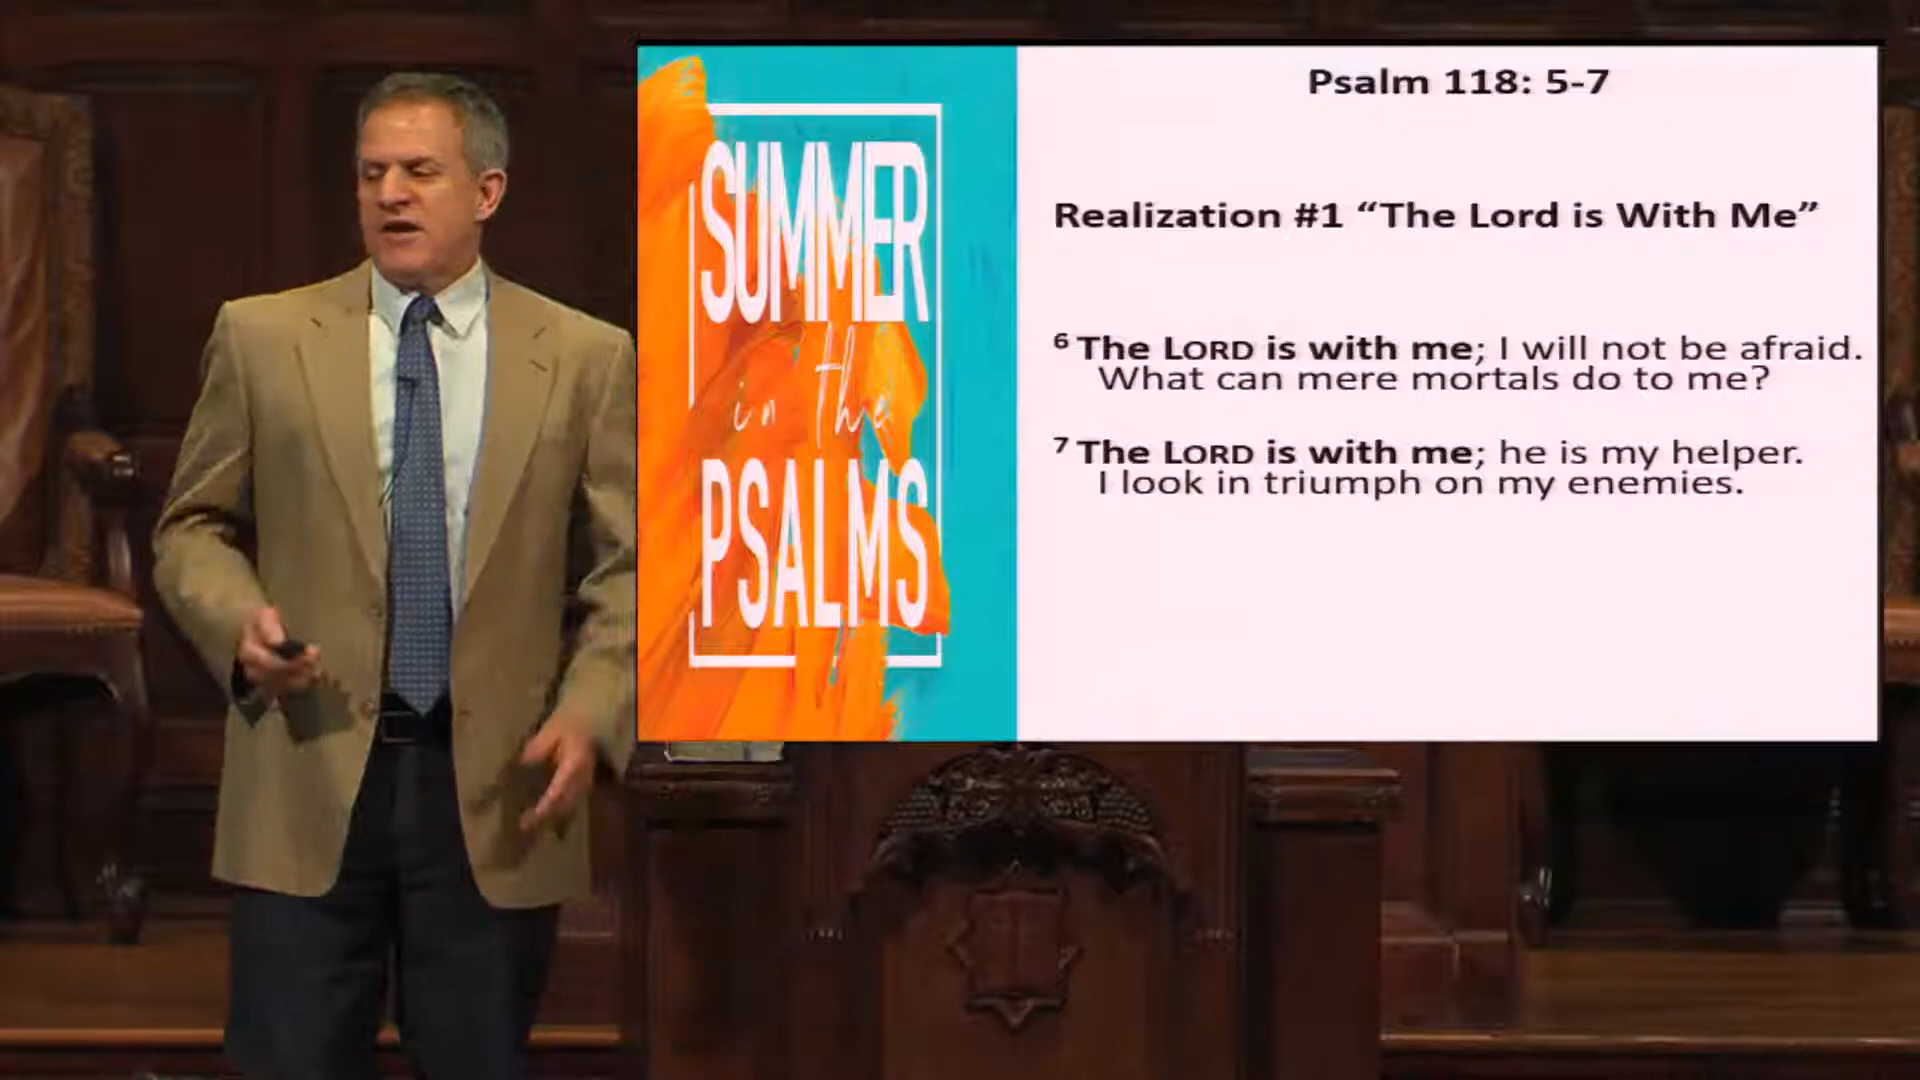 SUMMER
in the
PSALMS
Psalm 118: 5-7
Realization #1 “The Lord is With Me”
⁶ The LORD is with me; I will not be afraid.
What can mere mortals do to me?
⁷ The LORD is with me; he is my helper.
I look in triumph on my enemies.